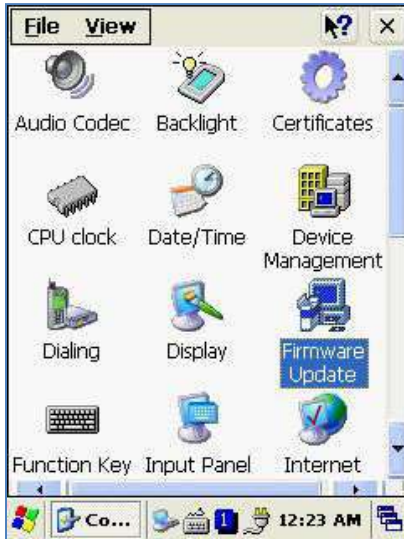 File View
Audio Codec Backlight Certificates
CPU clock Date/Time Device Management
Dialing Display Firmware Update
Function Key Input Panel Internet
Co... 1 12:23 AM